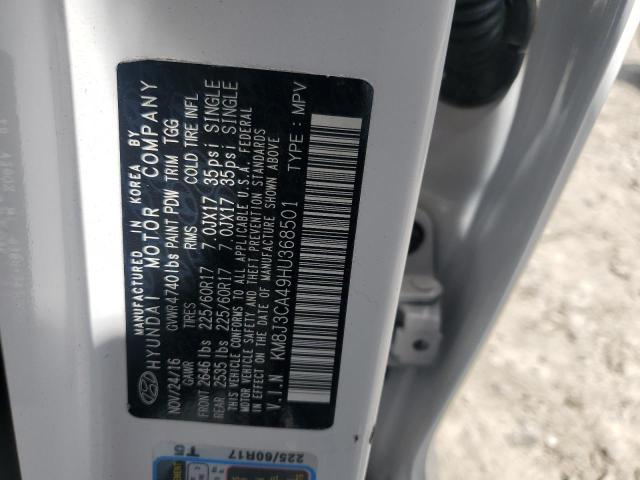 MANUFACTURED IN KOREA BY
HYUNDAI MOTOR COMPANY
NOV/24/16 GVWR 4740 lbs PAINT PDW TRIM TGG
GAWR TIRES RIMS COLD TIRE INFL
FRONT 2646 lbs 225/60R17 7.0JX17 35psi SINGLE
REAR 2535 lbs 225/60R17 7.0JX17 35psi SINGLE
THIS VEHICLE CONFORMS TO ALL APPLICABLE U.S.A. FEDERAL
MOTOR VEHICLE SAFETY AND THEFT PREVENTION STANDARDS
IN EFFECT ON THE DATE OF MANUFACTURE SHOWN ABOVE
V.I.N KM8J3CA49HU368501 TYPE : MPV
225/60R17